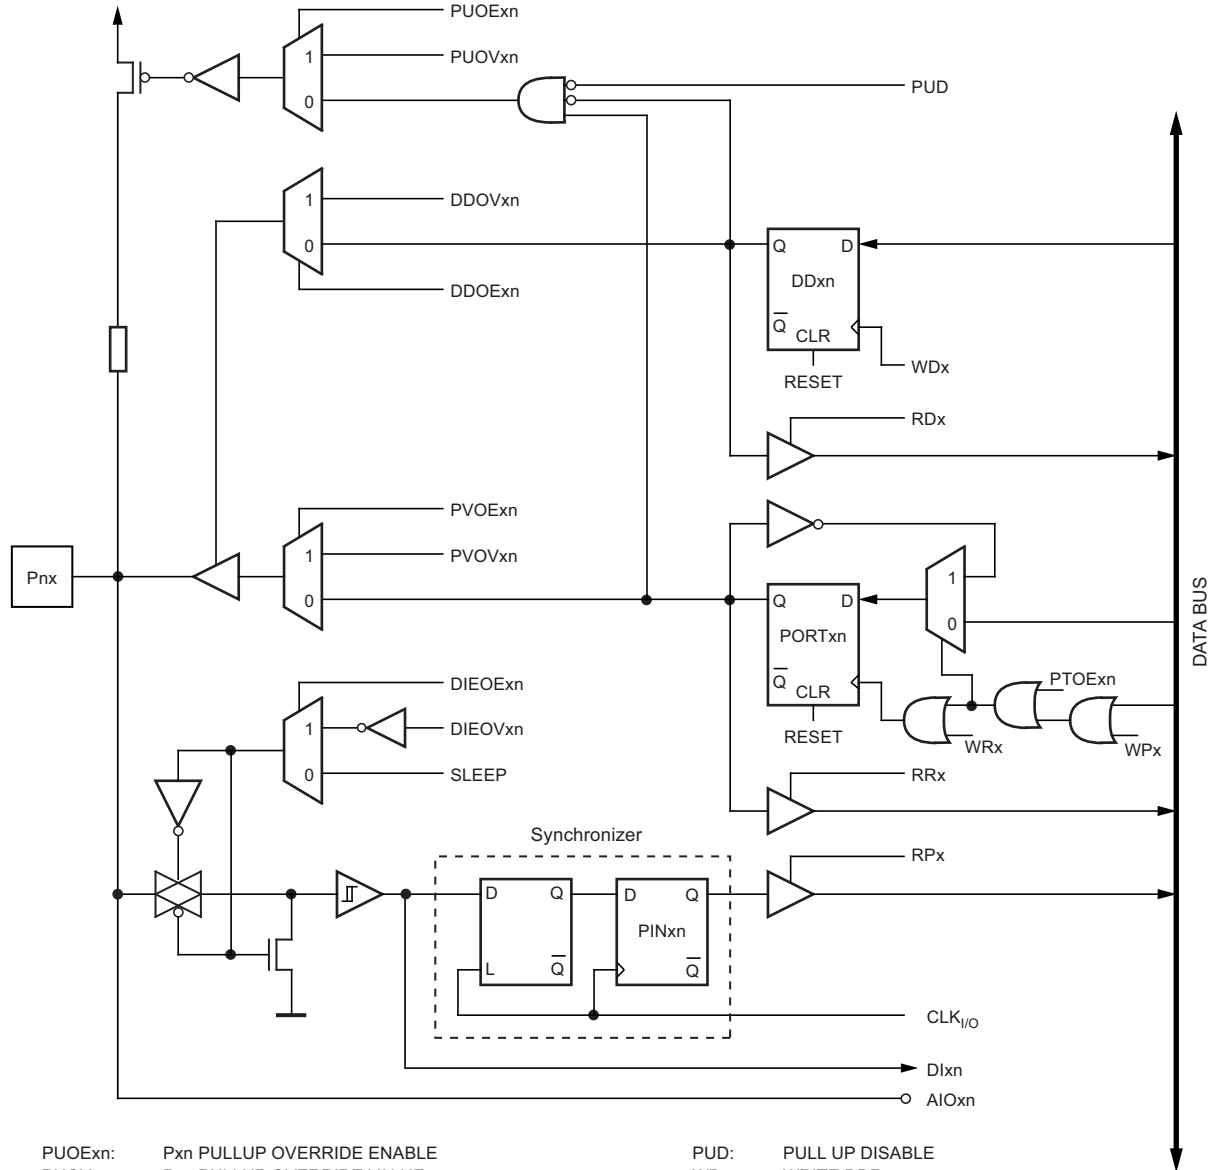 PUOExn
1
PUOVxn
0
PUD
1
DDOVxn
0
DDOExn
Q
D
DDxn
Q
CLR
RESET
WDx
RDx
PVOExn
1
PVOVxn
0
Pnx
1
0
Q
D
PORTxn
Q
CLR
RESET
PTOExn
WRx
WPx
DATA BUS
DIEOExn
1
DIEOVxn
0
SLEEP
RRx
Synchronizer
RPx
D
Q
L
Q
D
Q
PINxn
Q
CLKI/O
DIxn
AIOxn
PUOExn: Pxn PULLUP OVERRIDE ENABLE
PUD: PULL UP DISABLE